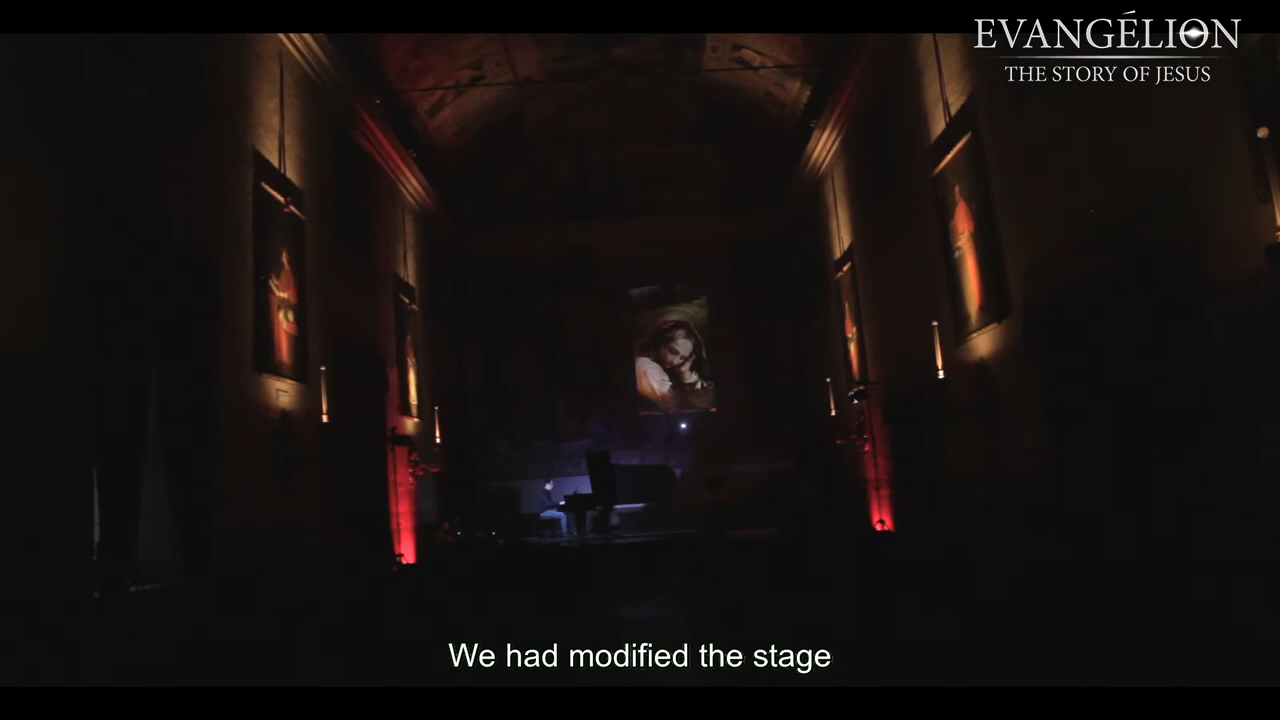 EVANGÉLION
THE STORY OF JESUS
We had modified the stage